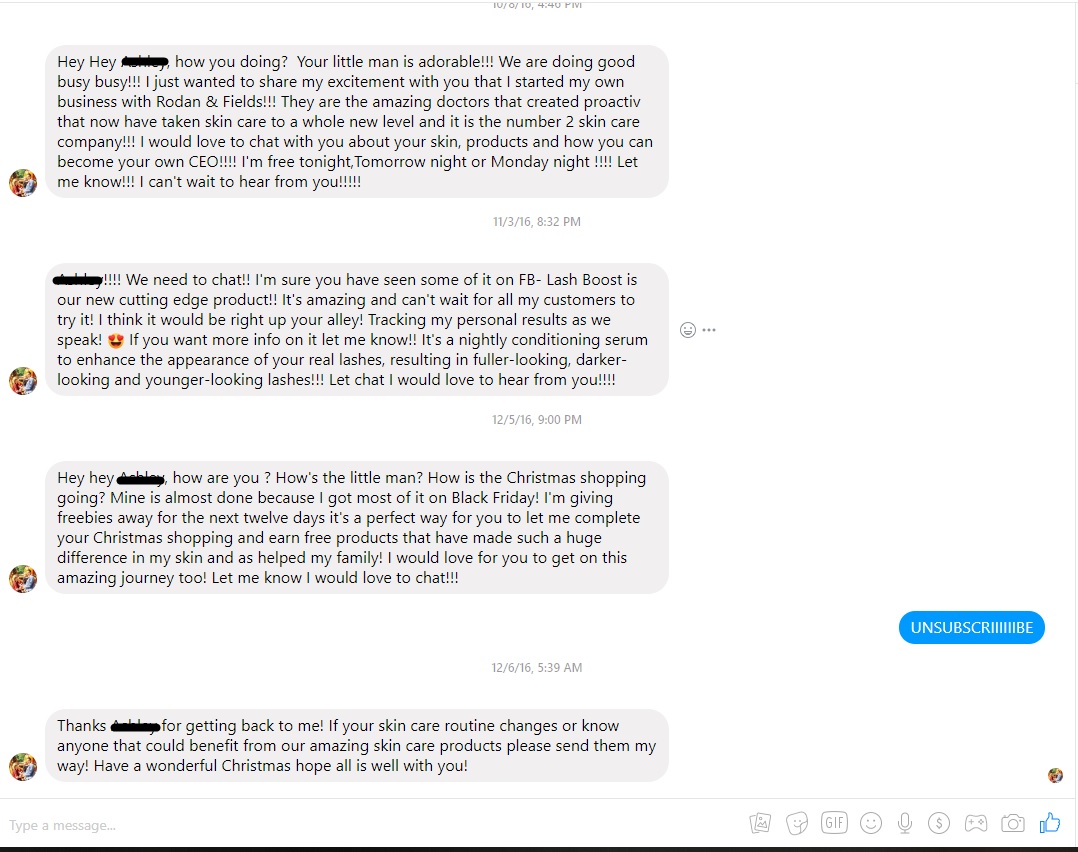 10/8/16, 4:46 PM
Hey Hey , how you doing? Your little man is adorable!!! We are doing good
busy busy!!! I just wanted to share my excitement with you that I started my own
business with Rodan & Fields!!! They are the amazing doctors that created proactiv
that now have taken skin care to a whole new level and it is the number 2 skin care
company!!! I would love to chat with you about your skin, products and how you can
become your own CEO!!!! I'm free tonight,Tomorrow night or Monday night !!!! Let
me know!!! I can't wait to hear from you!!!!!
11/3/16, 8:32 PM
!!!! We need to chat!! I'm sure you have seen some of it on FB- Lash Boost is
our new cutting edge product!! It's amazing and can't wait for all my customers to
try it! I think it would be right up your alley! Tracking my personal results as we
speak! 😍 If you want more info on it let me know!! It's a nightly conditioning serum
to enhance the appearance of your real lashes, resulting in fuller-looking, darker-
looking and younger-looking lashes!!! Let chat I would love to hear from you!!!!
12/5/16, 9:00 PM
Hey hey , how are you ? How's the little man? How is the Christmas shopping
going? Mine is almost done because I got most of it on Black Friday! I'm giving
freebies away for the next twelve days it's a perfect way for you to let me complete
your Christmas shopping and earn free products that have made such a huge
difference in my skin and as helped my family! I would love for you to get on this
amazing journey too! Let me know I would love to chat!!!
UNSUBSCRIIIIIIBE
12/6/16, 5:39 AM
Thanks for getting back to me! If your skin care routine changes or know
anyone that could benefit from our amazing skin care products please send them my
way! Have a wonderful Christmas hope all is well with you!
Type a message...
GIF